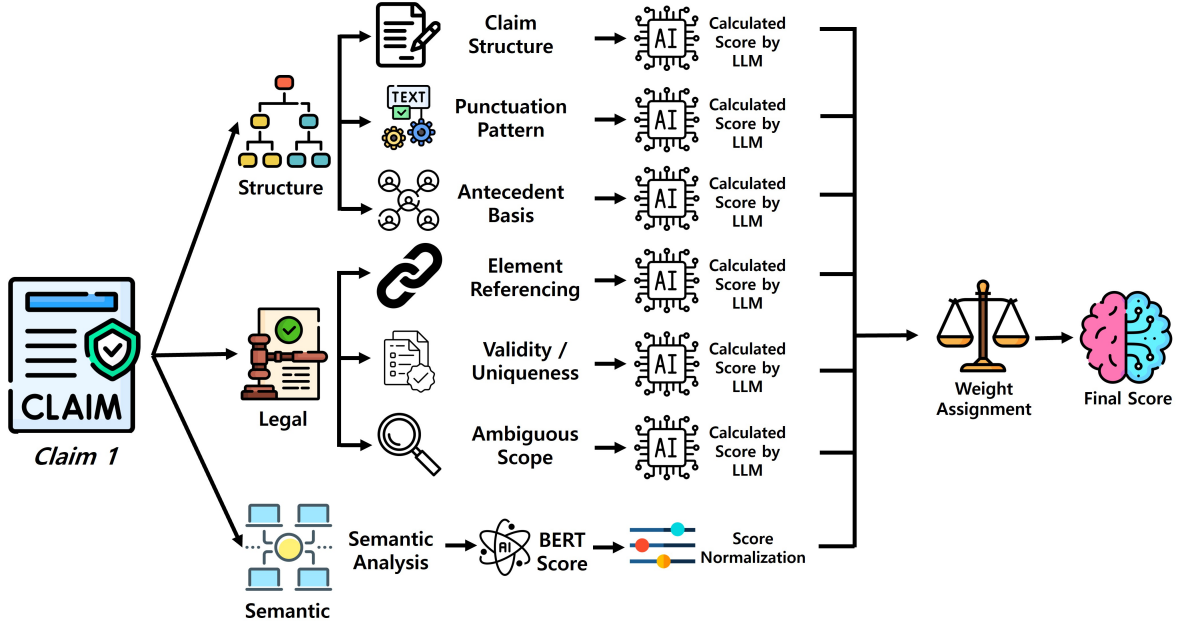 Claim
Structure
AI
Calculated
Score by
LLM
TEXT
Punctuation
Pattern
AI
Calculated
Score by
LLM
Structure
Antecedent
Basis
AI
Calculated
Score by
LLM
Element
Referencing
AI
Calculated
Score by
LLM
CLAIM
Claim 1
Legal
Validity /
Uniqueness
AI
Calculated
Score by
LLM
Ambiguous
Scope
AI
Calculated
Score by
LLM
Semantic
Semantic
Analysis
AI
BERT
Score
Score
Normalization
Weight
Assignment
Final Score